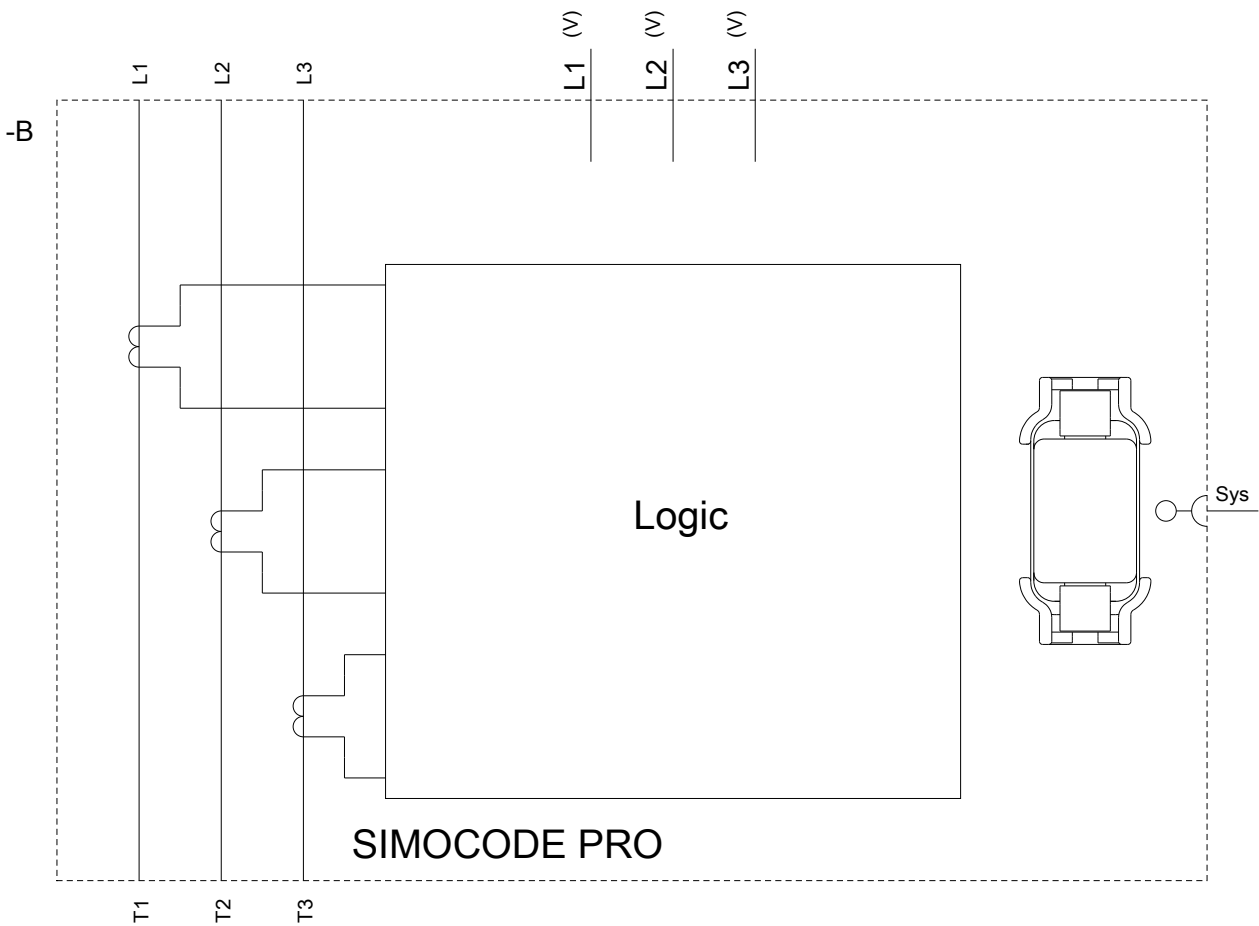 L1 (V)
L2 (V)
L3 (V)
L1
L2
L3
-B
Sys
Logic
SIMOCODE PRO
T1
T2
T3